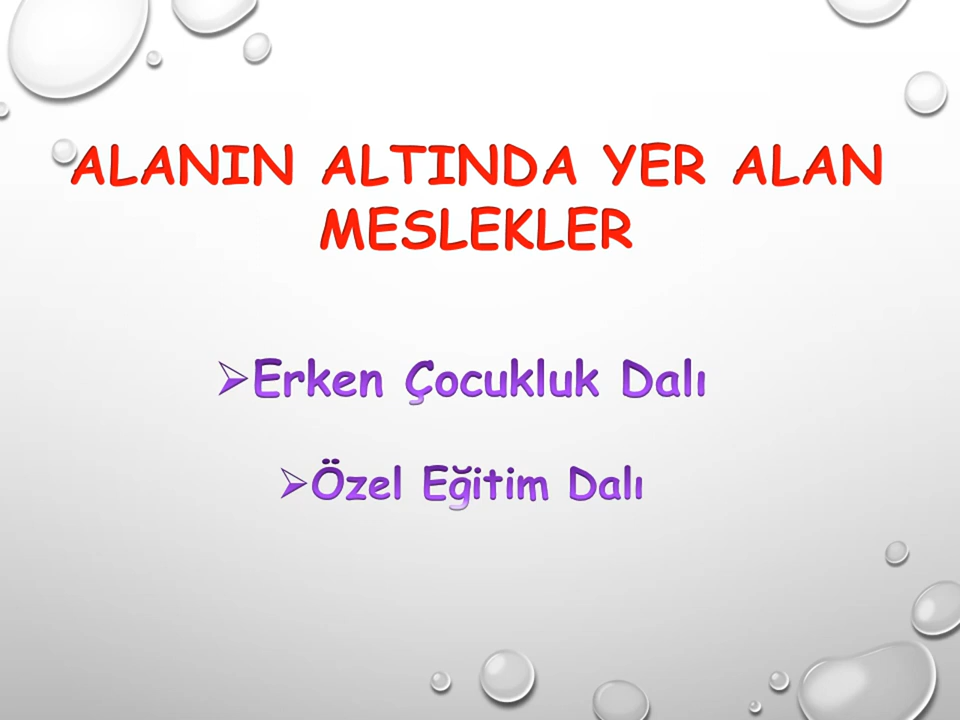 ALANIN ALTINDA YER ALAN
MESLEKLER
➢Erken Çocukluk Dalı
➢Özel Eğitim Dalı